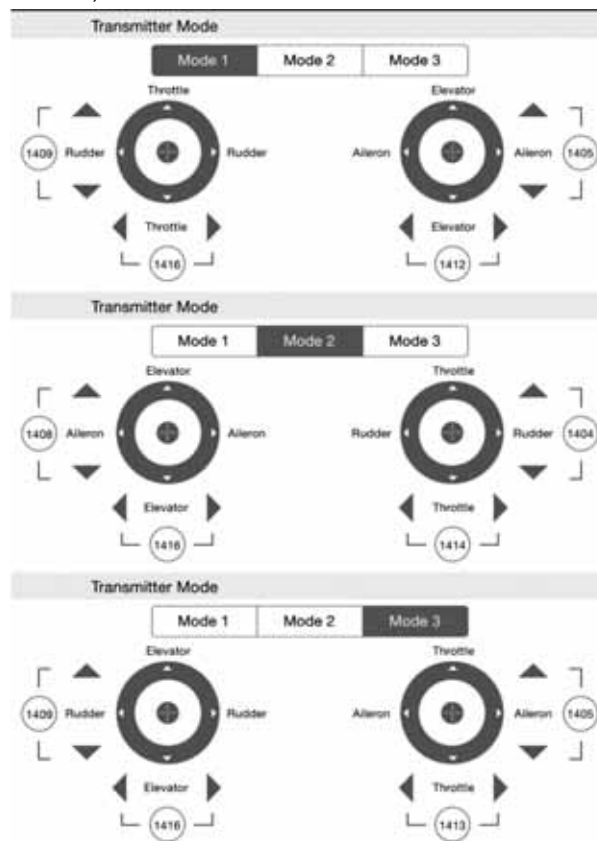 Transmitter Mode
Mode 1 Mode 2 Mode 3
Throttle Elevator
1409 Rudder Rudder Aileron Aileron 1405
Throttle Elevator
1416 1412
Transmitter Mode
Mode 1 Mode 2 Mode 3
Elevator Throttle
1408 Aileron Aileron Rudder Rudder 1404
Elevator Throttle
1416 1414
Transmitter Mode
Mode 1 Mode 2 Mode 3
Elevator Throttle
1409 Rudder Rudder Aileron Aileron 1405
Elevator Throttle
1416 1413